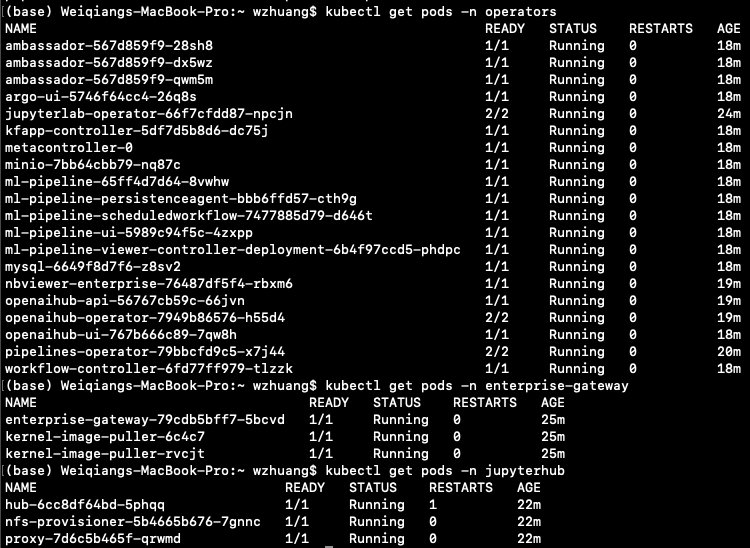 (base) Weiqiangs-MacBook-Pro:~ wzhuang$ kubectl get pods -n operators
NAME READY STATUS RESTARTS AGE
ambassador-567d859f9-28sh8 1/1 Running 0 18m
ambassador-567d859f9-dx5wz 1/1 Running 0 18m
ambassador-567d859f9-qwm5m 1/1 Running 0 18m
argo-ui-5746f64cc4-26q8s 1/1 Running 0 18m
jupyterlab-operator-66f7cfdd87-npcjn 2/2 Running 0 24m
kfapp-controller-5df7d5b8d6-dc75j 1/1 Running 0 18m
metacontroller-0 1/1 Running 0 18m
minio-7bb64cbb79-nq87c 1/1 Running 0 18m
ml-pipeline-65ff4d7d64-8vwhw 1/1 Running 0 18m
ml-pipeline-persistenceagent-bbb6ffd57-cth9g 1/1 Running 0 18m
ml-pipeline-scheduledworkflow-7477885d79-d646t 1/1 Running 0 18m
ml-pipeline-ui-5989c94f5c-4zxpp 1/1 Running 0 18m
ml-pipeline-viewer-controller-deployment-6b4f97ccd5-phdpc 1/1 Running 0 18m
mysql-6649f8d7f6-z8sv2 1/1 Running 0 18m
nbviewer-enterprise-76487df5f4-rbxm6 1/1 Running 0 19m
openaihub-api-56767cb59c-66jvn 1/1 Running 0 19m
openaihub-operator-7949b86576-h55d4 2/2 Running 0 19m
openaihub-ui-767b666c89-7qw8h 1/1 Running 0 18m
pipelines-operator-79bbcfd9c5-x7j44 2/2 Running 0 20m
workflow-controller-6fd77ff979-tlzzk 1/1 Running 0 18m
(base) Weiqiangs-MacBook-Pro:~ wzhuang$ kubectl get pods -n enterprise-gateway
NAME READY STATUS RESTARTS AGE
enterprise-gateway-79cdb5bff7-5bcvd 1/1 Running 0 25m
kernel-image-puller-6c4c7 1/1 Running 0 25m
kernel-image-puller-rvcjt 1/1 Running 0 25m
(base) Weiqiangs-MacBook-Pro:~ wzhuang$ kubectl get pods -n jupyterhub
NAME READY STATUS RESTARTS AGE
hub-6cc8df64bd-5phqq 1/1 Running 1 22m
nfs-provisioner-5b4665b676-7gnnc 1/1 Running 0 22m
proxy-7d6c5b465f-qrwmd 1/1 Running 0 22m